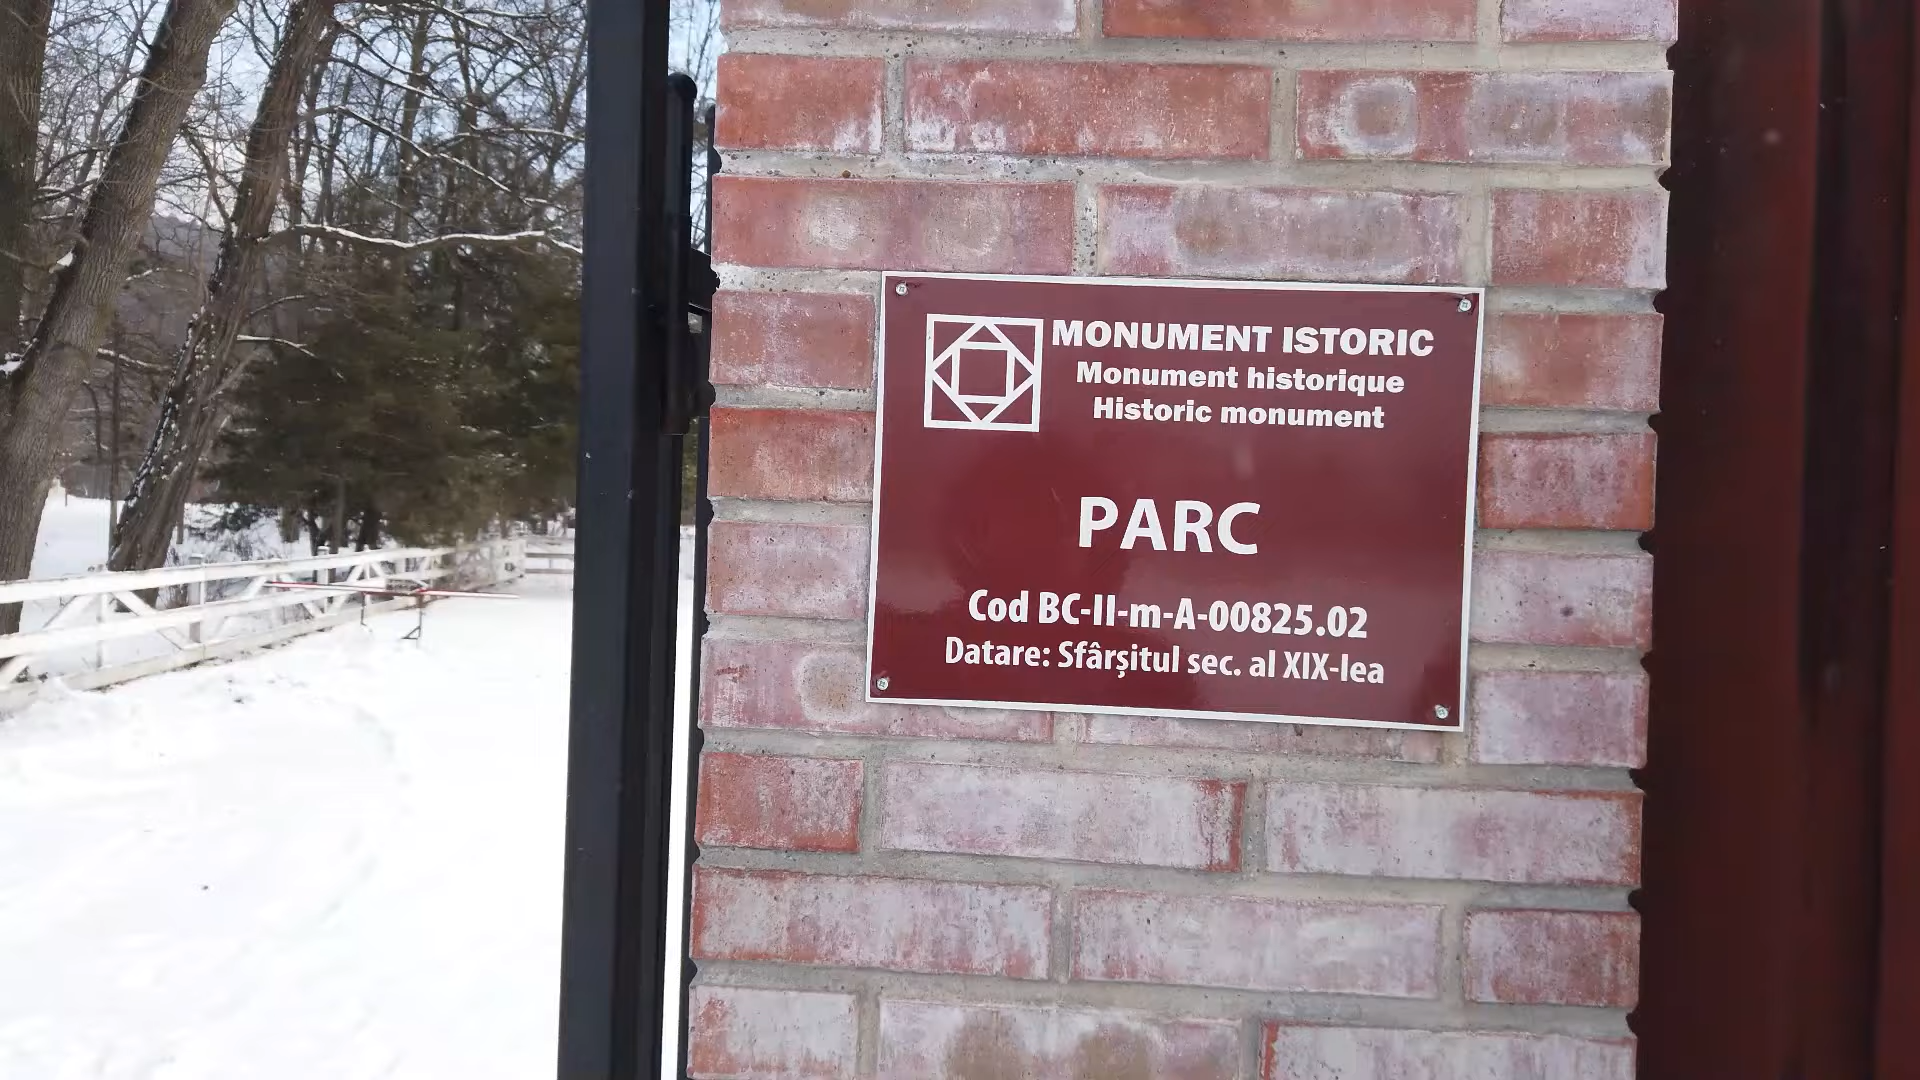 MONUMENT ISTORIC
Monument historique
Historic monument
PARC
Cod BC-II-m-A-00825.02
Datare: Sfârșitul sec. al XIX-lea